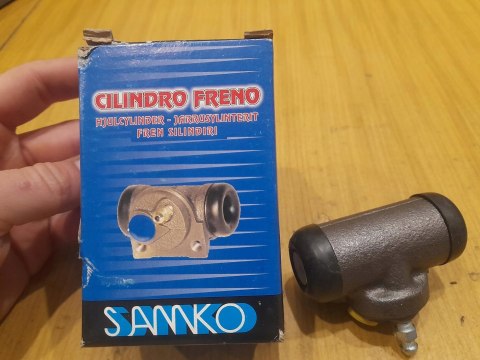 CILINDRO FRENO
HJULCYLINDER - JARRUSYLINTERIT
FREN SILINDIRI
SAMKO